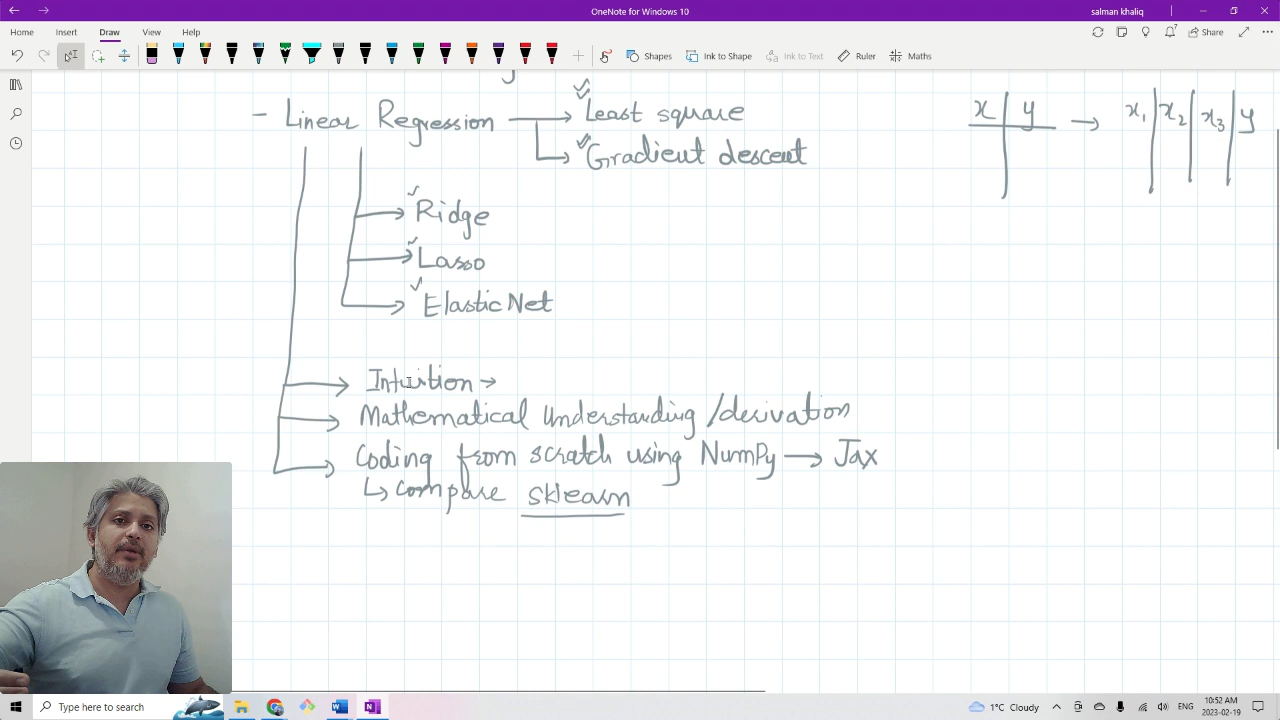 OneNote for Windows 10
salman khaliq
Home Insert Draw View Help
Share
Shapes Ink to Shape Ink to Text Ruler Maths
- Linear Regression → Least square
Gradient descent
x y → x₁ x₂ x₃ y
Ridge
Lasso
Elastic Net
Intuition →
Mathematical Understanding /derivation
Coding from scratch using NumPy → Jax
↳ compare sklearn
Type here to search
1°C Cloudy
ENG
10:52 AM
2023-02-19